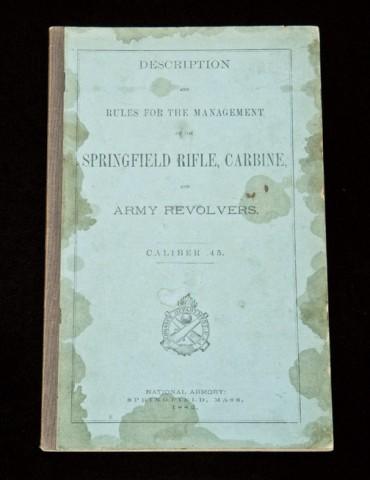 DESCRIPTION
AND
RULES FOR THE MANAGEMENT
OF THE
SPRINGFIELD RIFLE, CARBINE,
AND
ARMY REVOLVERS.
CALIBER .45.
NATIONAL ARMORY:
SPRINGFIELD, MASS,